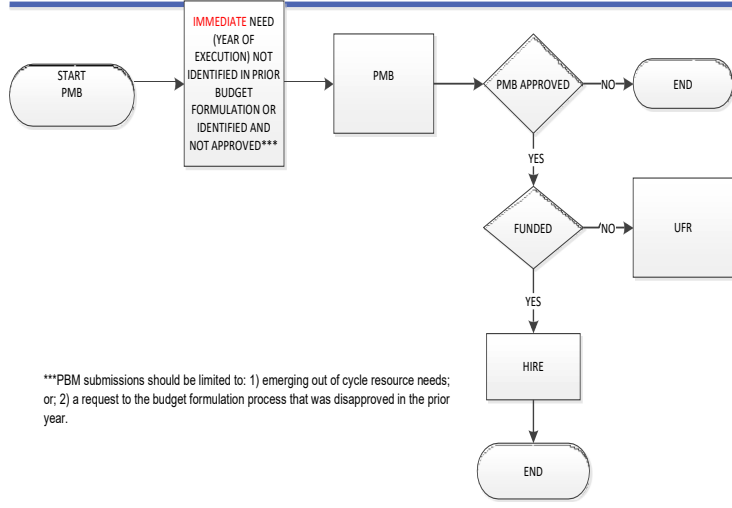 START
PMB
IMMEDIATE NEED
(YEAR OF
EXECUTION) NOT
IDENTIFIED IN PRIOR
BUDGET
FORMULATION OR
IDENTIFIED AND
NOT APPROVED***
PMB
PMB APPROVED
NO
END
YES
FUNDED
NO
UFR
YES
HIRE
***PBM submissions should be limited to: 1) emerging out of cycle resource needs;
or; 2) a request to the budget formulation process that was disapproved in the prior
year.
END